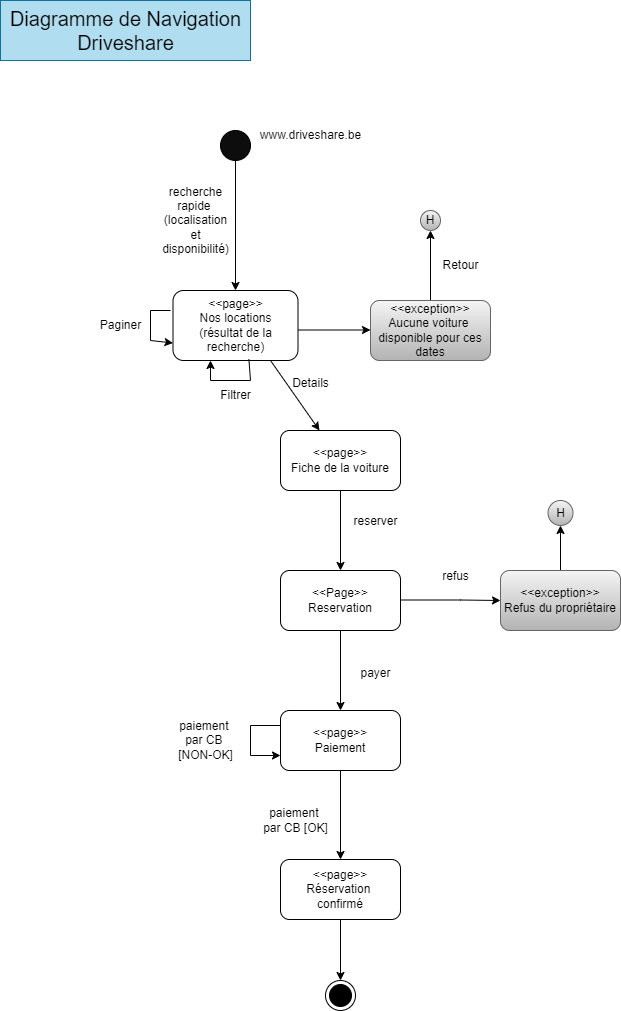 Diagramme de Navigation
Driveshare
www.driveshare.be
recherche
rapide
(localisation
et
disponibilité)
H
Retour
<<page>>
Nos locations
(résultat de la
recherche)
Paginer
<<exception>>
Aucune voiture
disponible pour ces
dates
Filtrer
Details
<<page>>
Fiche de la voiture
reserver
H
refus
<<Page>>
Reservation
<<exception>>
Refus du propriétaire
payer
paiement
par CB
[NON-OK]
<<page>>
Paiement
paiement
par CB [OK]
<<page>>
Réservation
confirmé